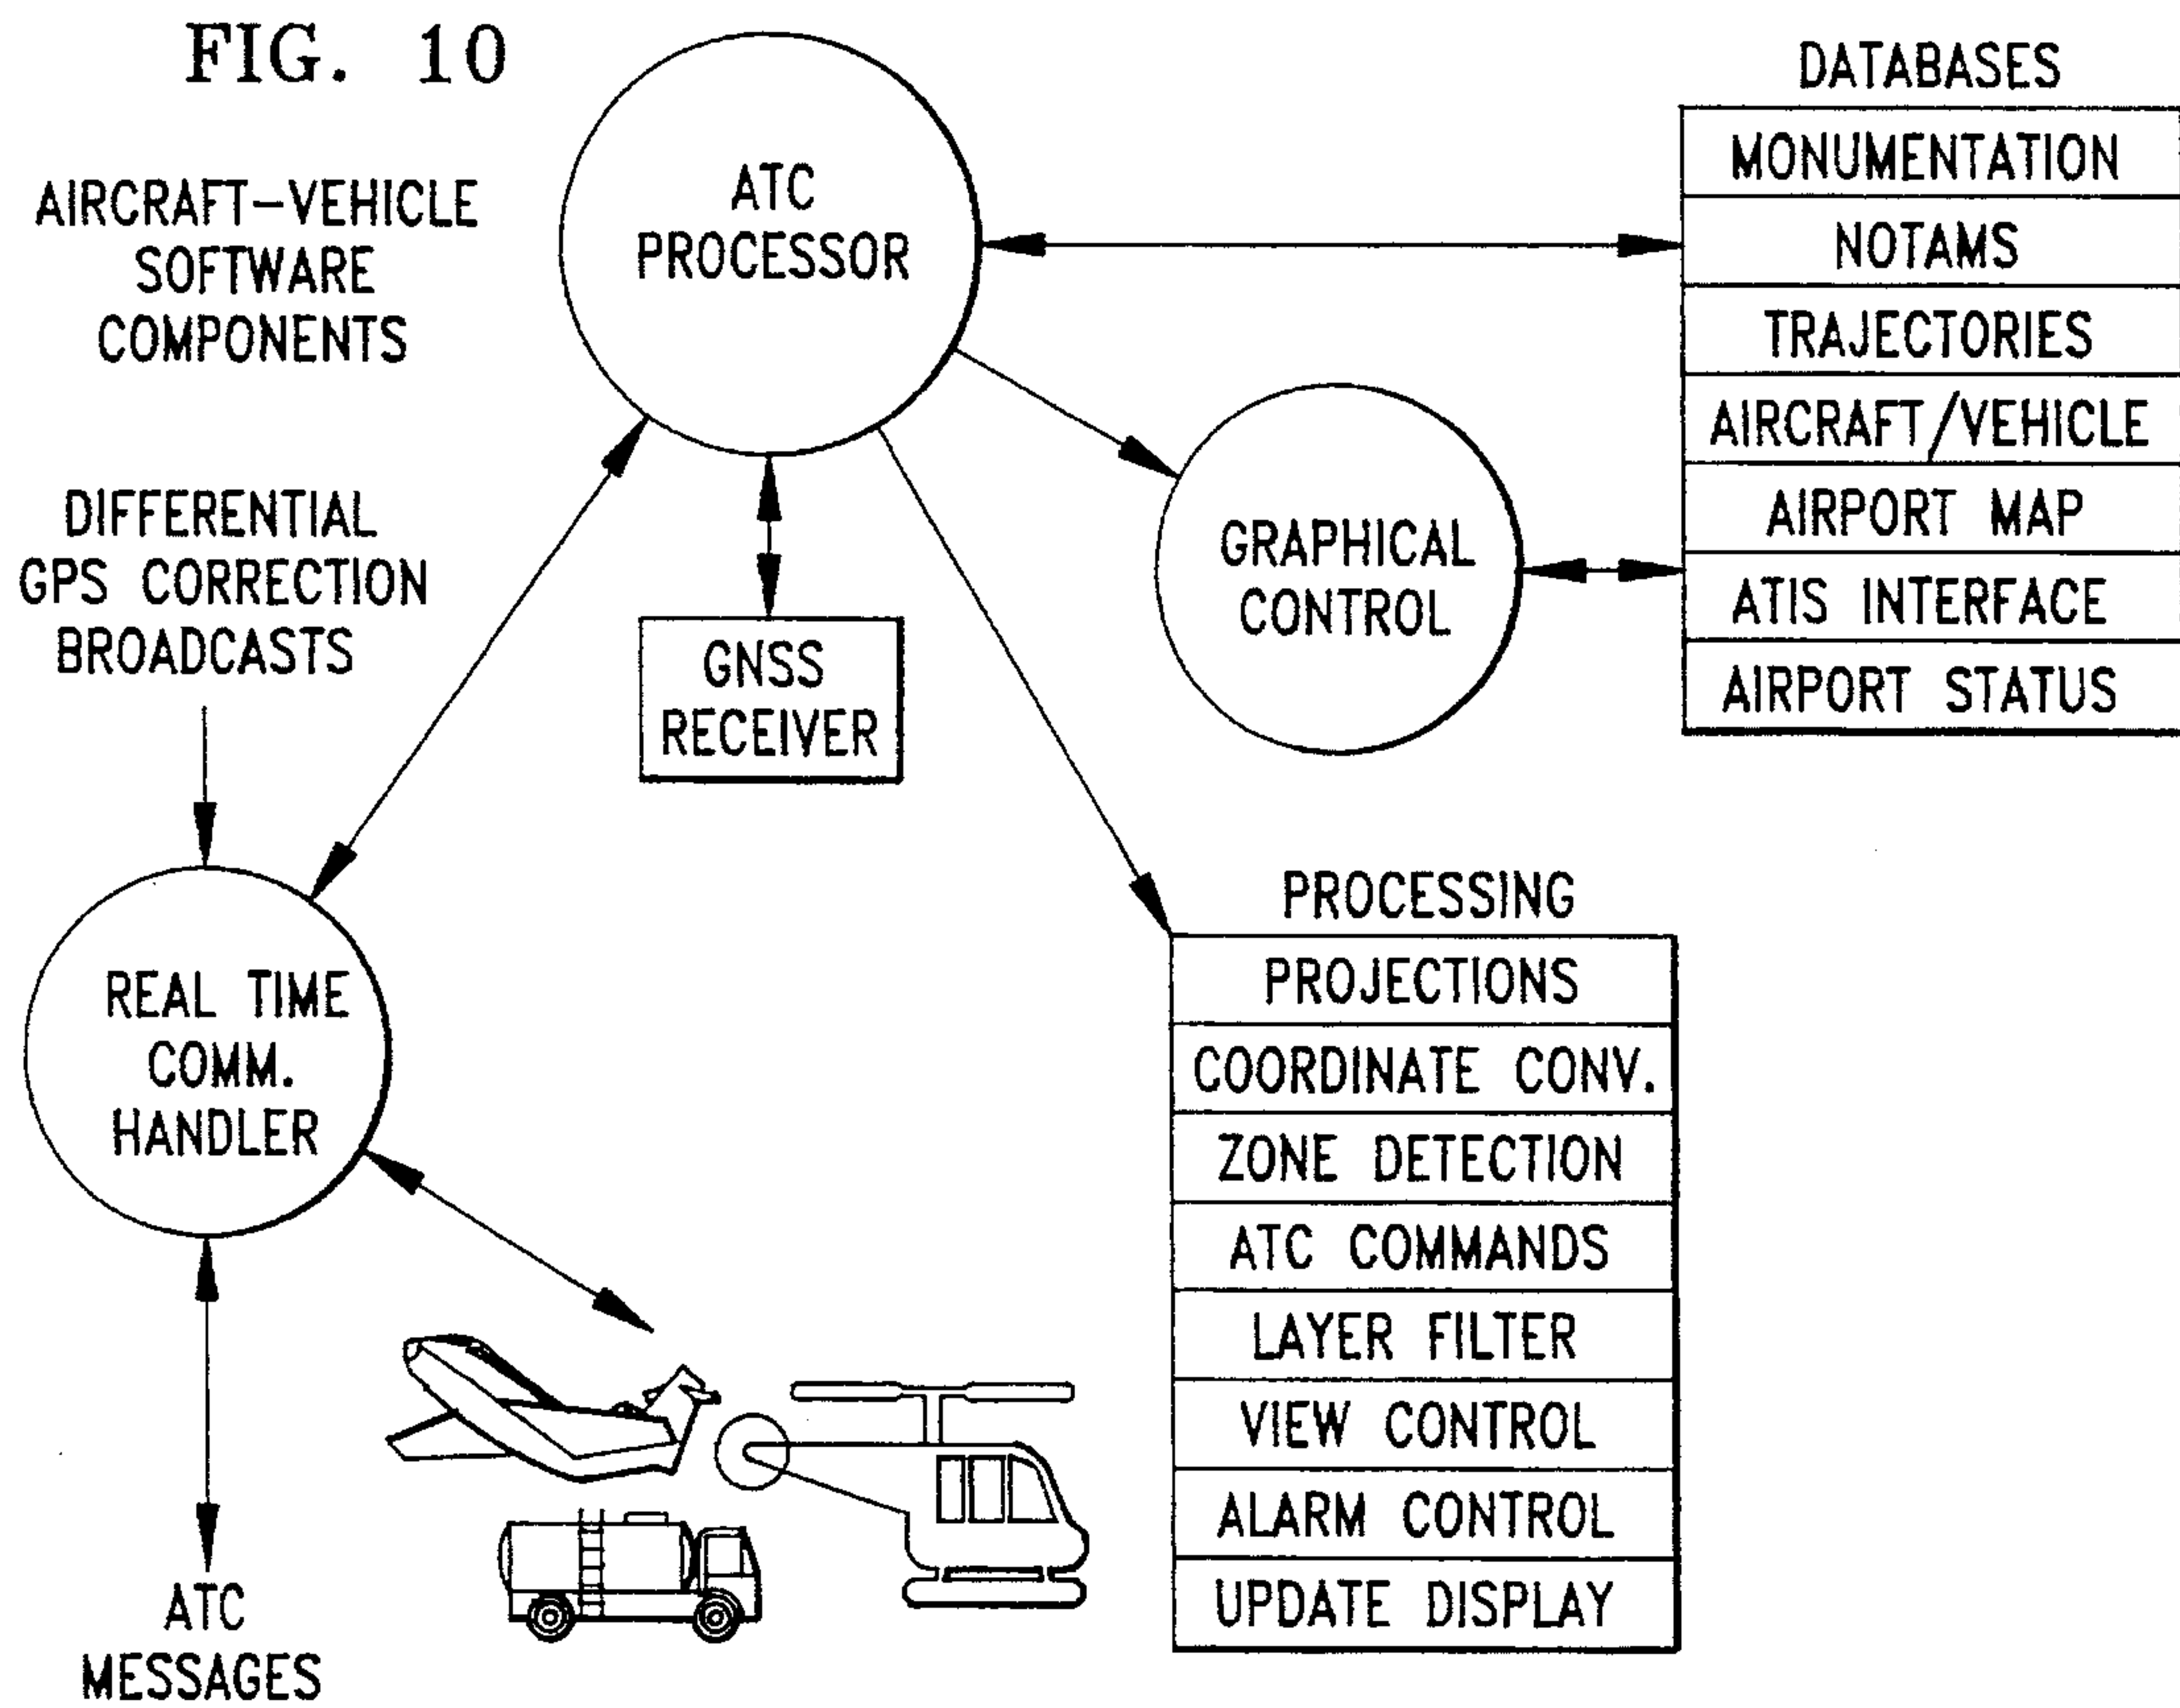 FIG. 10
AIRCRAFT-VEHICLE
SOFTWARE
COMPONENTS
ATC
PROCESSOR
DATABASES
MONUMENTATION
NOTAMS
TRAJECTORIES
AIRCRAFT/VEHICLE
AIRPORT MAP
ATIS INTERFACE
AIRPORT STATUS
DIFFERENTIAL
GPS CORRECTION
BROADCASTS
GNSS
RECEIVER
GRAPHICAL
CONTROL
REAL TIME
COMM.
HANDLER
PROCESSING
PROJECTIONS
COORDINATE CONV.
ZONE DETECTION
ATC COMMANDS
LAYER FILTER
VIEW CONTROL
ALARM CONTROL
UPDATE DISPLAY
ATC
MESSAGES